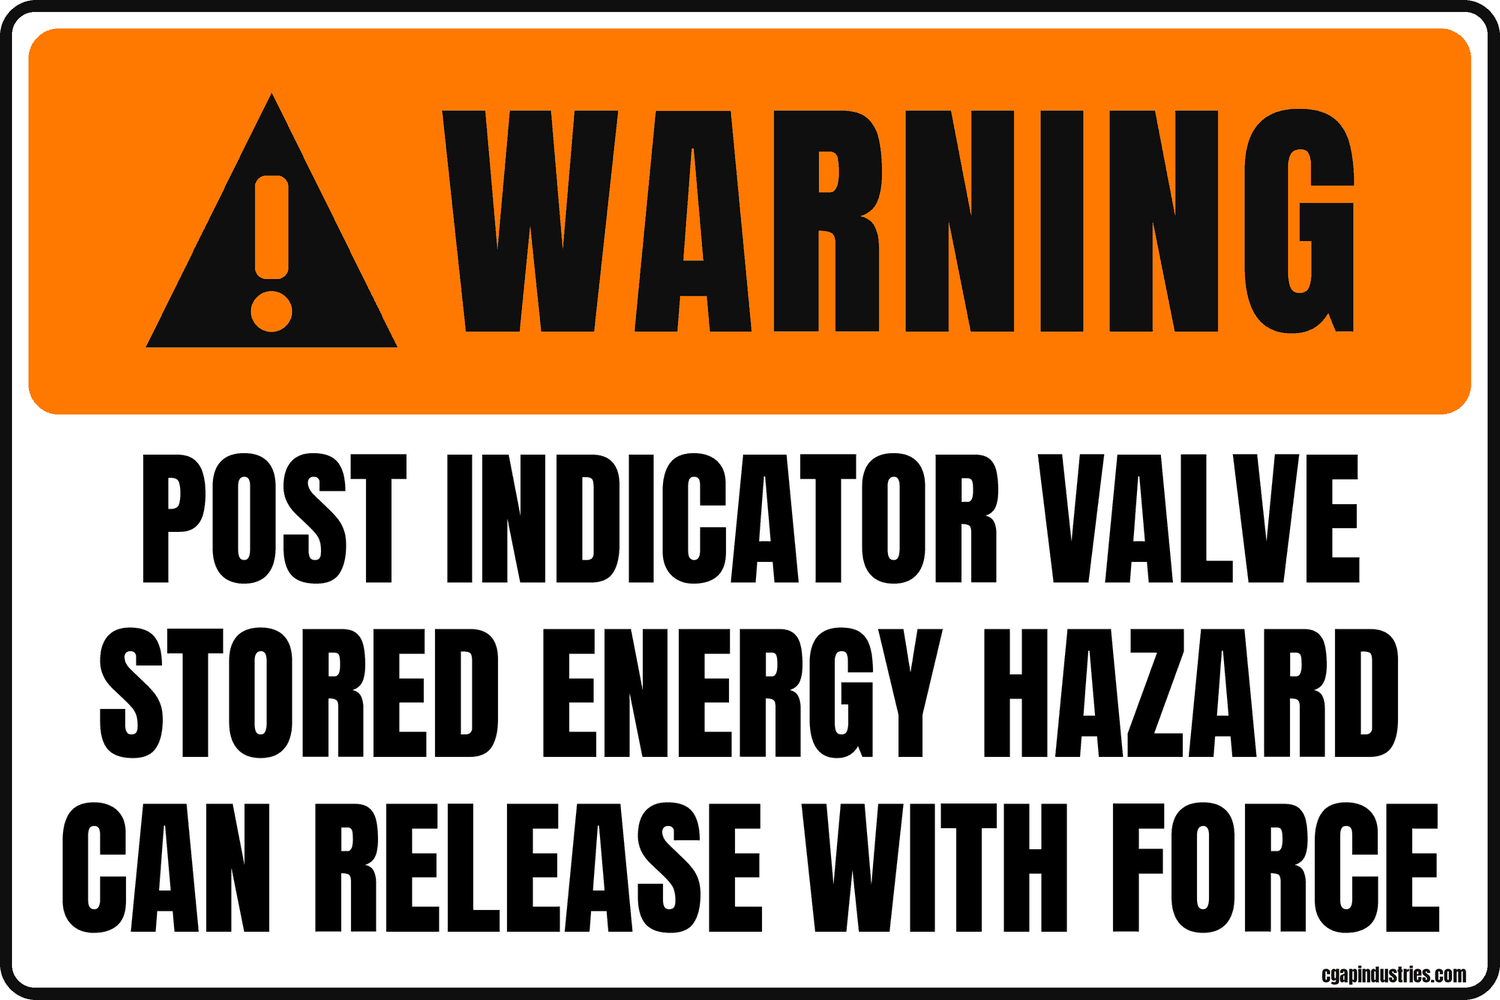 WARNING
POST INDICATOR VALVE
STORED ENERGY HAZARD
CAN RELEASE WITH FORCE
cgapindustries.com